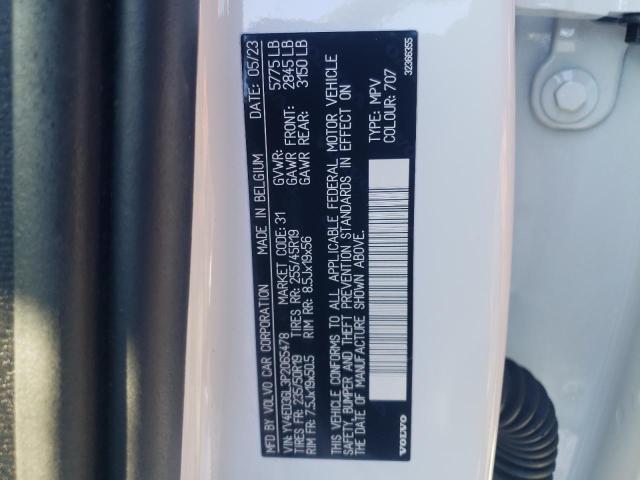 MFD. BY VOLVO CAR CORPORATION MADE IN BELGIUM DATE: 05/23
VIN: YV4ED3GL3P2065478 MARKET CODE: 31 GVWR: 5775 LB
TIRES FR: 235/50R19 TIRES RR: 255/45R19 GAWR FRONT: 2845 LB
RIM FR: 7.5Jx19x50.5 RIM RR: 8.5Jx19x56 GAWR REAR: 3150 LB
THIS VEHICLE CONFORMS TO ALL APPLICABLE FEDERAL MOTOR VEHICLE
SAFETY, BUMPER, AND THEFT PREVENTION STANDARDS IN EFFECT ON
THE DATE OF MANUFACTURE SHOWN ABOVE.
TYPE: MPV
COLOUR: 707
VOLVO 32366355